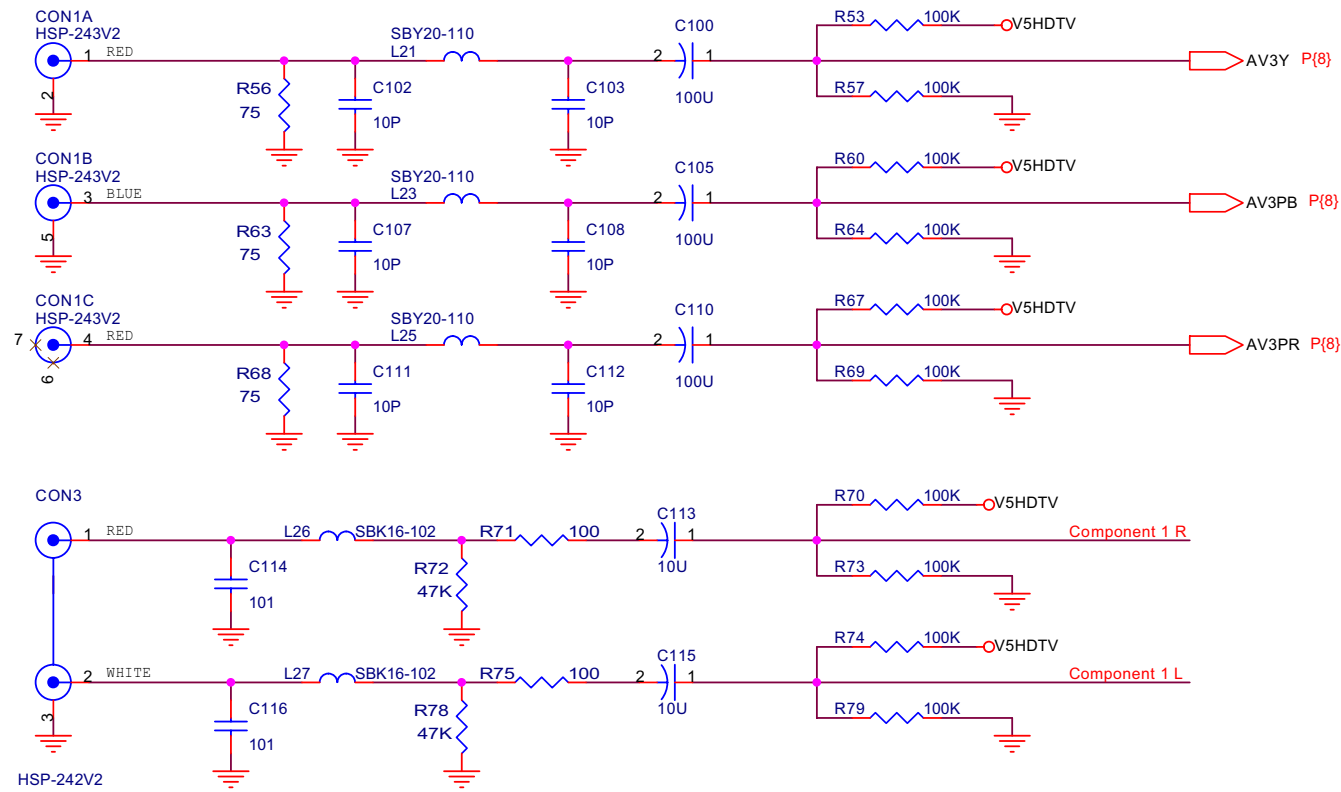 CON1A
HSP-243V2
1 RED
2
R56
75
C102
10P
SBY20-110
L21
C103
10P
C100
2 1
100U
R53 100K
V5HDTV
AV3Y P{8}
R57 100K
CON1B
HSP-243V2
3 BLUE
5
R63
75
C107
10P
SBY20-110
L23
C108
10P
C105
2 1
100U
R60 100K
V5HDTV
AV3PB P{8}
R64 100K
CON1C
HSP-243V2
7
4 RED
6
R68
75
C111
10P
SBY20-110
L25
C112
10P
C110
2 1
100U
R67 100K
V5HDTV
AV3PR P{8}
R69 100K
CON3
1 RED
C114
101
L26 SBK16-102
R72
47K
R71 100
C113
2 1
10U
R70 100K
V5HDTV
Component 1 R
R73 100K
2 WHITE
3
C116
101
L27 SBK16-102
R78
47K
R75 100
C115
2 1
10U
R74 100K
V5HDTV
Component 1 L
R79 100K
HSP-242V2